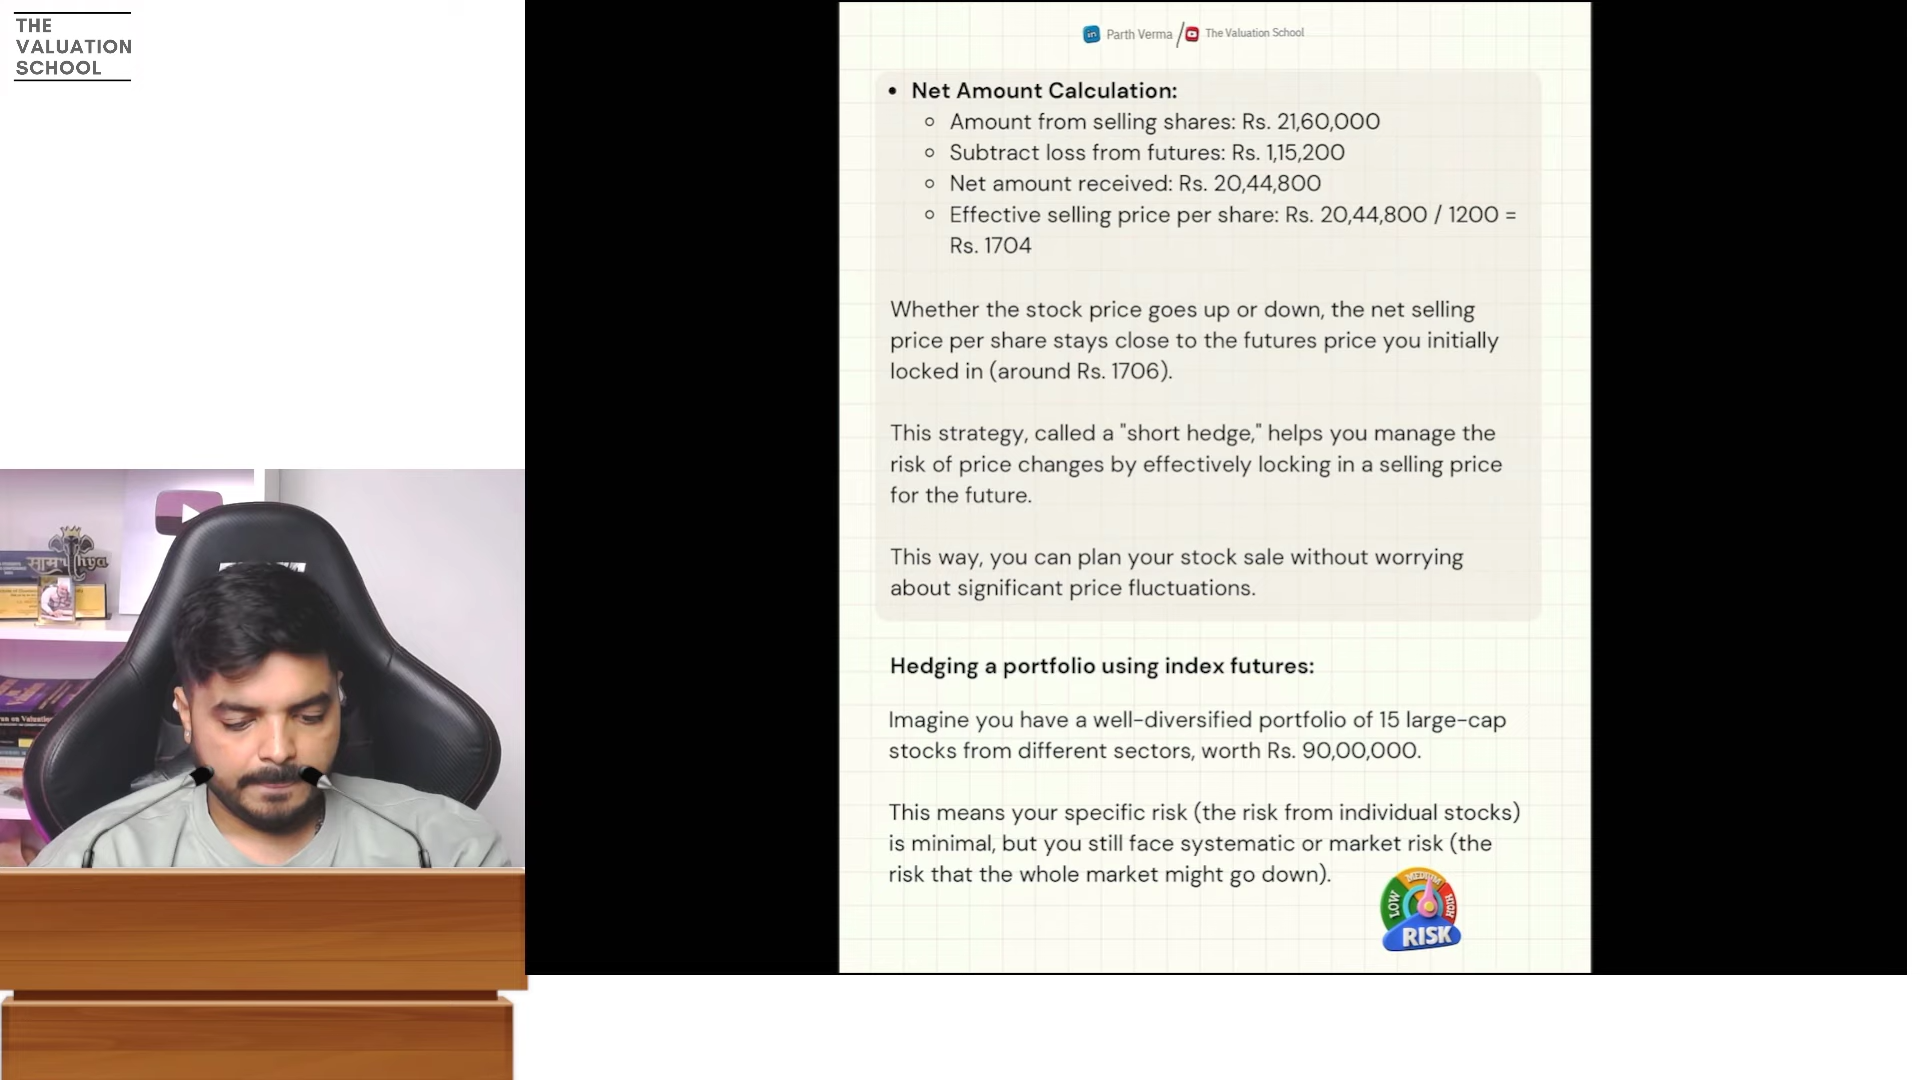 THE
VALUATION
SCHOOL
Parth Verma / The Valuation School
• Net Amount Calculation:
Amount from selling shares: Rs. 21,60,000
Subtract loss from futures: Rs. 1,15,200
Net amount received: Rs. 20,44,800
Effective selling price per share: Rs. 20,44,800 / 1200 =
Rs. 1704
Whether the stock price goes up or down, the net selling
price per share stays close to the futures price you initially
locked in (around Rs. 1706).
This strategy, called a "short hedge," helps you manage the
risk of price changes by effectively locking in a selling price
for the future.
This way, you can plan your stock sale without worrying
about significant price fluctuations.
Hedging a portfolio using index futures:
Imagine you have a well-diversified portfolio of 15 large-cap
stocks from different sectors, worth Rs. 90,00,000.
This means your specific risk (the risk from individual stocks)
is minimal, but you still face systematic or market risk (the
risk that the whole market might go down).
LOW MEDIUM HIGH
RISK